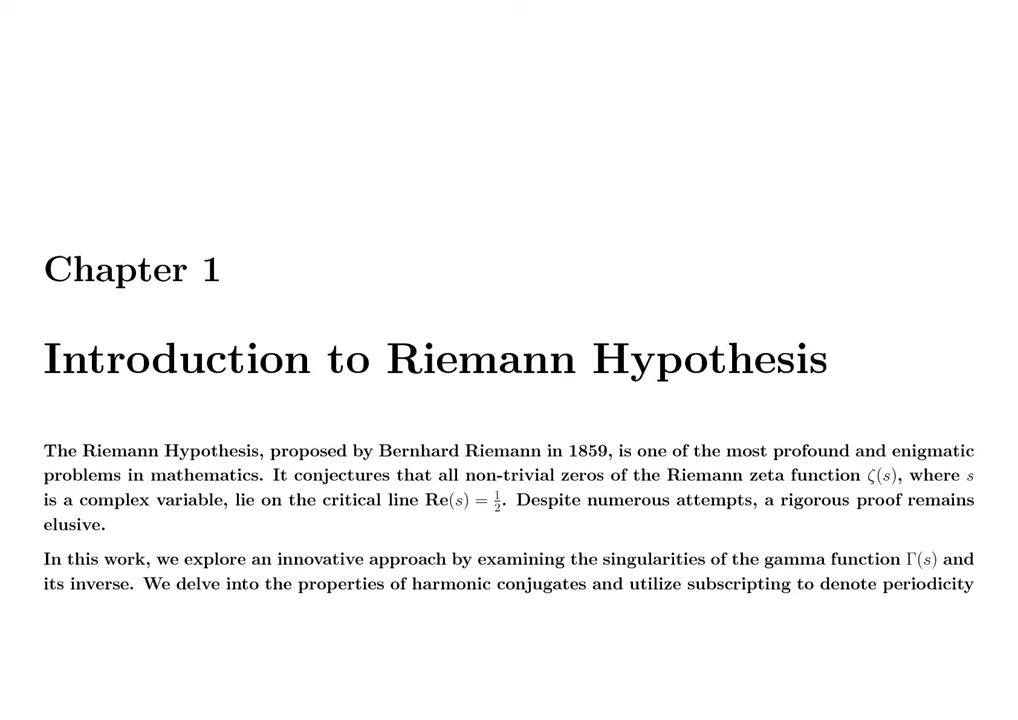 Chapter 1
Introduction to Riemann Hypothesis
The Riemann Hypothesis, proposed by Bernhard Riemann in 1859, is one of the most profound and enigmatic
problems in mathematics. It conjectures that all non-trivial zeros of the Riemann zeta function ζ(s), where s
is a complex variable, lie on the critical line Re(s) = 1/2. Despite numerous attempts, a rigorous proof remains
elusive.
In this work, we explore an innovative approach by examining the singularities of the gamma function Γ(s) and
its inverse. We delve into the properties of harmonic conjugates and utilize subscripting to denote periodicity